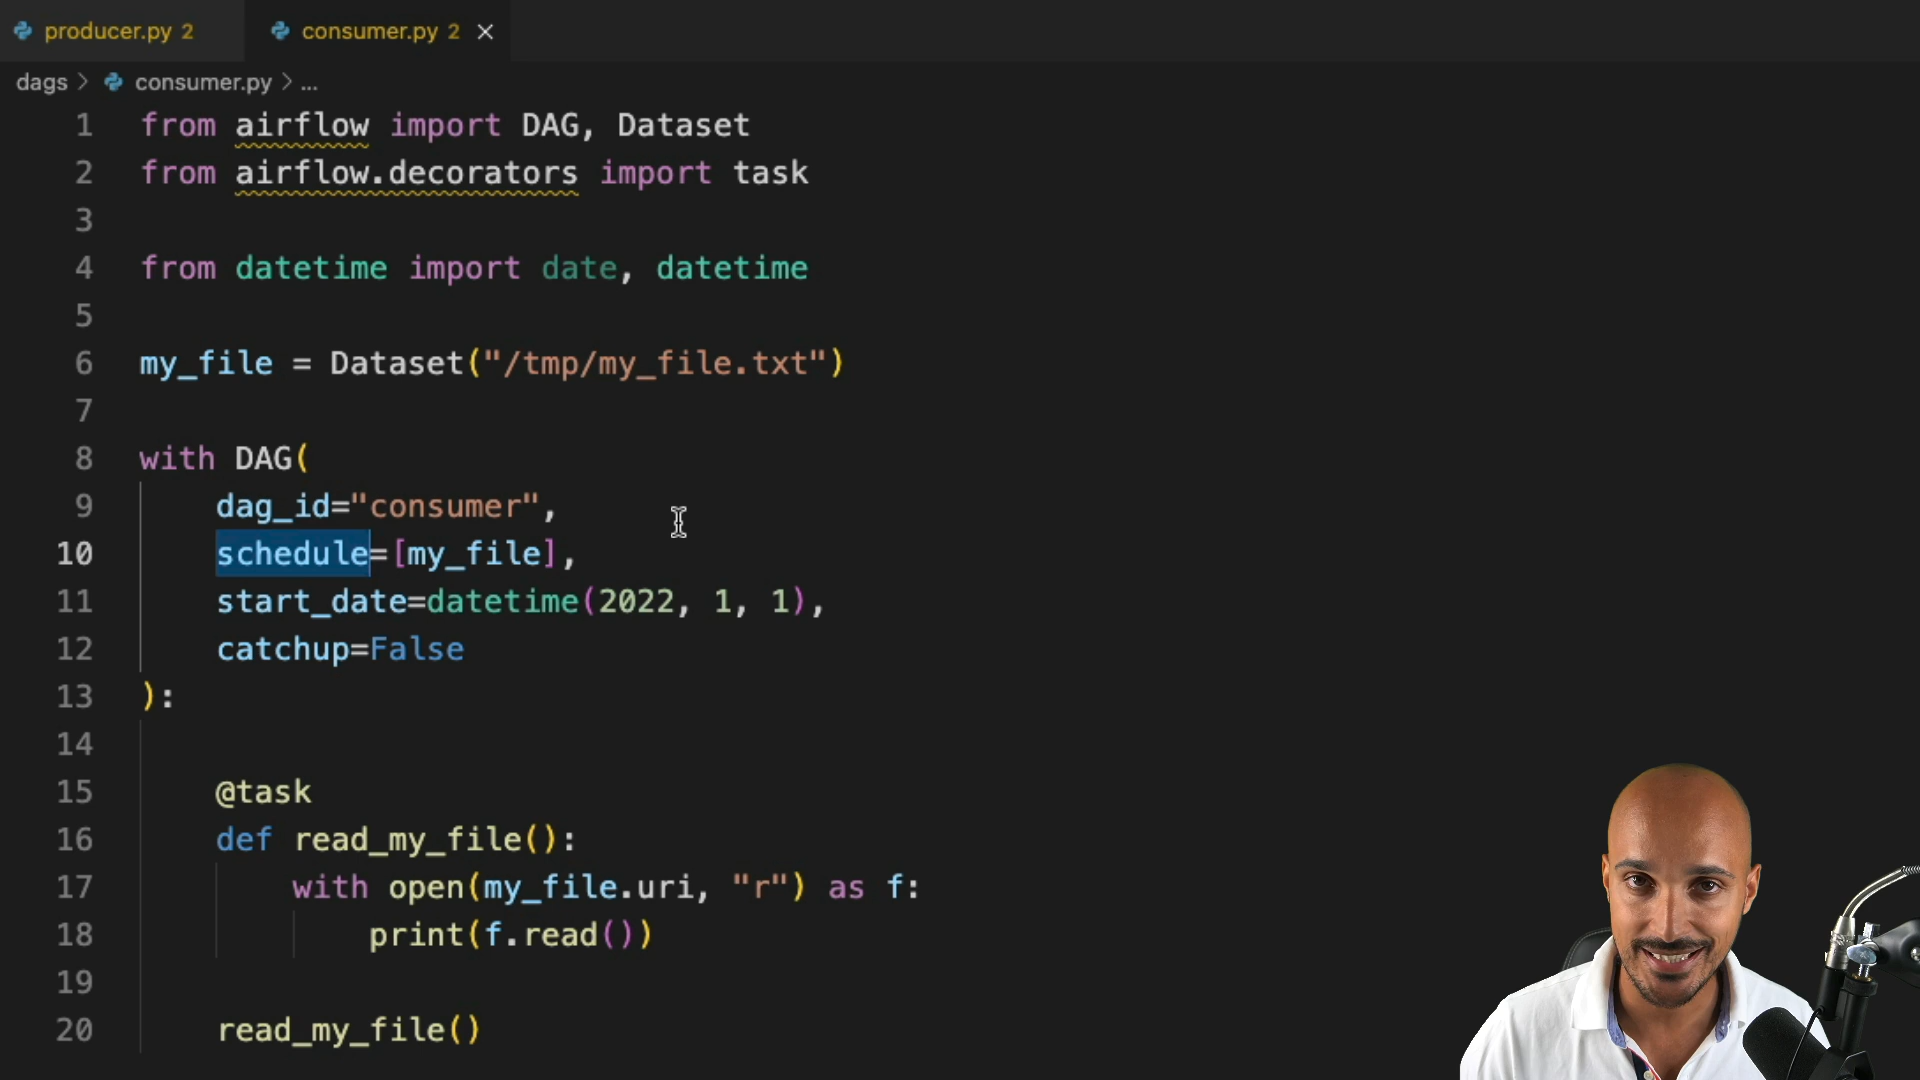 producer.py 2
consumer.py 2
dags > consumer.py > ...
1 from airflow import DAG, Dataset
2 from airflow.decorators import task
3
4 from datetime import date, datetime
5
6 my_file = Dataset("/tmp/my_file.txt")
7
8 with DAG(
9 dag_id="consumer",
10 schedule=[my_file],
11 start_date=datetime(2022, 1, 1),
12 catchup=False
13 ):
14
15 @task
16 def read_my_file():
17 with open(my_file.uri, "r") as f:
18 print(f.read())
19
20 read_my_file()